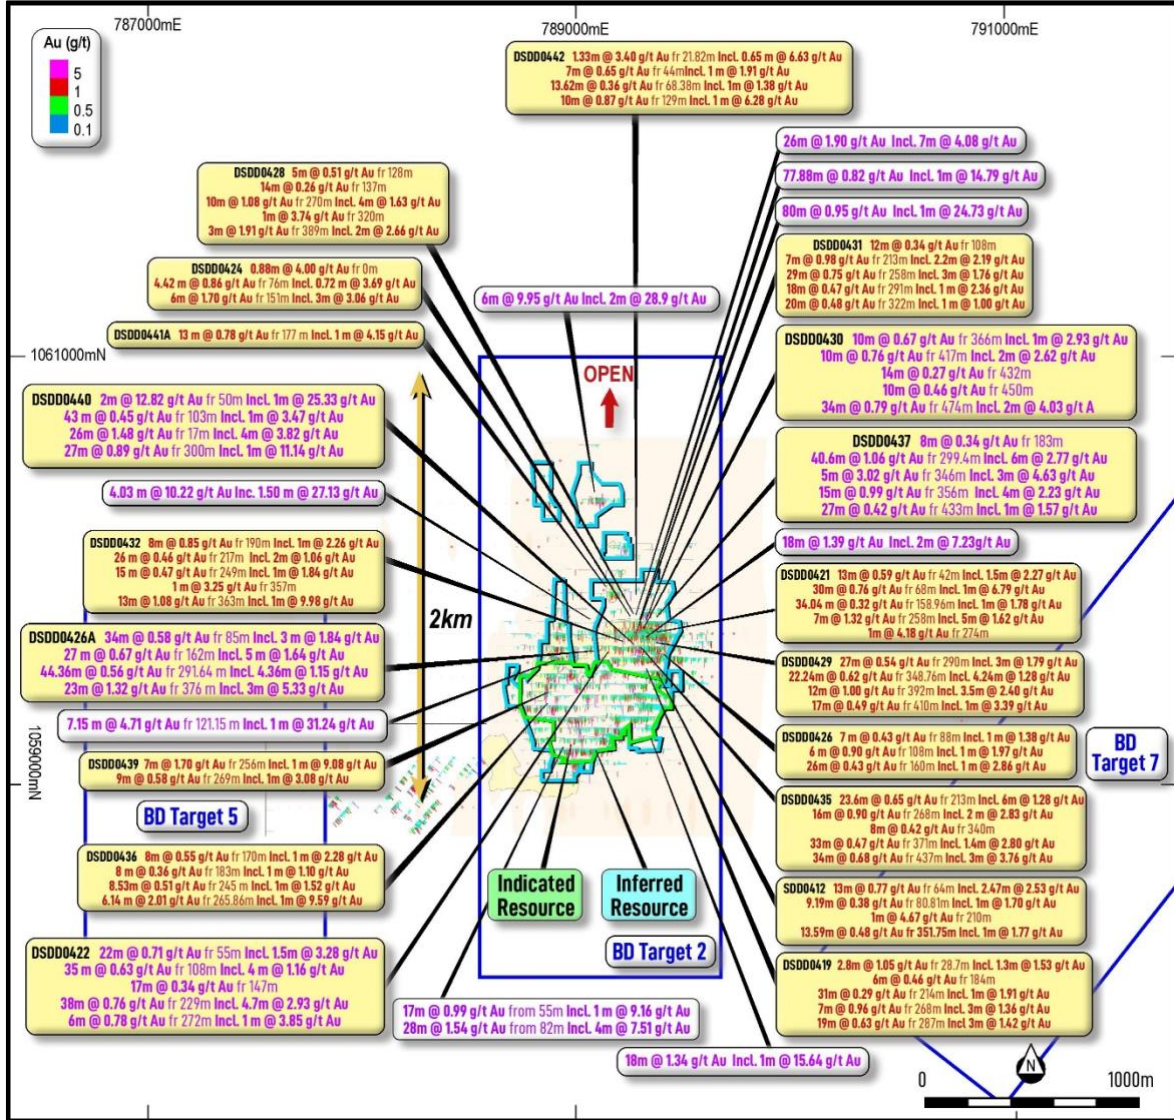 787000mE
789000mE
791000mE
Au (g/t)
5
1
0.5
0.1
DSDD0442 1.33m @ 3.40 g/t Au fr 21.82m Incl. 0.65 m @ 6.63 g/t Au
7m @ 0.65 g/t Au fr 44mIncl. 1 m @ 1.91 g/t Au
13.62m @ 0.36 g/t Au fr 68.38m Incl. 1m @ 1.38 g/t Au
10m @ 0.87 g/t Au fr 129m Incl. 1 m @ 6.28 g/t Au
26m @ 1.90 g/t Au Incl. 7m @ 4.08 g/t Au
77.88m @ 0.82 g/t Au Incl. 1m @ 14.79 g/t Au
80m @ 0.95 g/t Au Incl. 1m @ 24.73 g/t Au
DSDD0428 5m @ 0.51 g/t Au fr 128m
14m @ 0.26 g/t Au fr 137m
10m @ 1.08 g/t Au fr 270m Incl. 4m @ 1.63 g/t Au
1m @ 3.74 g/t Au fr 320m
3m @ 1.91 g/t Au fr 389m Incl. 2m @ 2.66 g/t Au
DSDD0424 0.88m @ 4.00 g/t Au fr 0m
4.42 m @ 0.86 g/t Au fr 76m Incl. 0.72 m @ 3.69 g/t Au
6m @ 1.70 g/t Au fr 151m Incl. 3m @ 3.06 g/t Au
DSDD0441A 13 m @ 0.78 g/t Au fr 177 m Incl. 1 m @ 4.15 g/t Au
6m @ 9.95 g/t Au Incl. 2m @ 28.9 g/t Au
DSDD0431 12m @ 0.34 g/t Au fr 108m
7m @ 0.98 g/t Au fr 213m Incl. 2.2m @ 2.19 g/t Au
29m @ 0.75 g/t Au fr 258m Incl. 3m @ 1.76 g/t Au
18m @ 0.47 g/t Au fr 291m Incl. 1 m @ 2.36 g/t Au
20m @ 0.48 g/t Au fr 322m Incl. 1 m @ 1.00 g/t Au
1061000mN
OPEN
DSDD0430 10m @ 0.67 g/t Au fr 366m Incl. 1m @ 2.93 g/t Au
10m @ 0.76 g/t Au fr 417m Incl. 2m @ 2.62 g/t Au
14m @ 0.27 g/t Au fr 432m
10m @ 0.46 g/t Au fr 450m
34m @ 0.79 g/t Au fr 474m Incl. 2m @ 4.03 g/t A
DSDD0440 2m @ 12.82 g/t Au fr 50m Incl. 1m @ 25.33 g/t Au
43 m @ 0.45 g/t Au fr 103m Incl. 1m @ 3.47 g/t Au
26m @ 1.48 g/t Au fr 17m Incl. 4m @ 3.82 g/t Au
27m @ 0.89 g/t Au fr 300m Incl. 1m @ 11.14 g/t Au
DSDD0437 8m @ 0.34 g/t Au fr 183m
40.6m @ 1.06 g/t Au fr 299.4m Incl. 6m @ 2.77 g/t Au
5m @ 3.02 g/t Au fr 346m Incl. 3m @ 4.63 g/t Au
15m @ 0.99 g/t Au fr 356m Incl. 4m @ 2.23 g/t Au
27m @ 0.42 g/t Au fr 433m Incl. 1m @ 1.57 g/t Au
4.03 m @ 10.22 g/t Au Inc. 1.50 m @ 27.13 g/t Au
18m @ 1.39 g/t Au Incl. 2m @ 7.23g/t Au
DSDD0432 8m @ 0.85 g/t Au fr 190m Incl. 1m @ 2.26 g/t Au
26 m @ 0.46 g/t Au fr 217m Incl. 2m @ 1.06 g/t Au
15 m @ 0.47 g/t Au fr 249m Incl. 1m @ 1.84 g/t Au
1 m @ 3.25 g/t Au fr 357m
13m @ 1.08 g/t Au fr 363m Incl. 1m @ 9.98 g/t Au
2km
DSDD0421 13m @ 0.59 g/t Au fr 42m Incl. 1.5m @ 2.27 g/t Au
30m @ 0.76 g/t Au fr 68m Incl. 1m @ 6.79 g/t Au
34.04 m @ 0.32 g/t Au fr 158.96m Incl. 1m @ 1.78 g/t Au
7m @ 1.32 g/t Au fr 258m Incl. 5m @ 1.62 g/t Au
1m @ 4.18 g/t Au fr 274m
DSDD0426A 34m @ 0.58 g/t Au fr 85m Incl. 3 m @ 1.84 g/t Au
27 m @ 0.67 g/t Au fr 162m Incl. 5 m @ 1.64 g/t Au
44.36m @ 0.56 g/t Au fr 291.64 m Incl. 4.36m @ 1.15 g/t Au
23m @ 1.32 g/t Au fr 376 m Incl. 3m @ 5.33 g/t Au
DSDD0429 27m @ 0.54 g/t Au fr 290m Incl. 3m @ 1.79 g/t Au
22.24m @ 0.62 g/t Au fr 348.76m Incl. 4.24m @ 1.28 g/t Au
12m @ 1.00 g/t Au fr 392m Incl. 3.5m @ 2.40 g/t Au
17m @ 0.49 g/t Au fr 410m Incl. 1m @ 3.39 g/t Au
7.15 m @ 4.71 g/t Au fr 121.15 m Incl. 1 m @ 31.24 g/t Au
1059000mN
DSDD0426 7 m @ 0.43 g/t Au fr 88m Incl. 1 m @ 1.38 g/t Au
6 m @ 0.90 g/t Au fr 108m Incl. 1 m @ 1.97 g/t Au
26m @ 0.43 g/t Au fr 160m Incl. 1 m @ 2.86 g/t Au
BD
Target 7
DSDD0439 7m @ 1.70 g/t Au fr 256m Incl. 1 m @ 9.08 g/t Au
9m @ 0.58 g/t Au fr 269m Incl. 1m @ 3.08 g/t Au
BD Target 5
DSDD0435 23.6m @ 0.65 g/t Au fr 213m Incl. 6m @ 1.28 g/t Au
16m @ 0.90 g/t Au fr 268m Incl. 2 m @ 2.83 g/t Au
8m @ 0.42 g/t Au fr 340m
33m @ 0.47 g/t Au fr 371m Incl. 1.4m @ 2.80 g/t Au
34m @ 0.68 g/t Au fr 437m Incl. 3m @ 3.76 g/t Au
DSDD0436 8m @ 0.55 g/t Au fr 170m Incl. 1 m @ 2.28 g/t Au
8 m @ 0.36 g/t Au fr 183m Incl. 1 m @ 1.10 g/t Au
8.53m @ 0.51 g/t Au fr 245 m Incl. 1m @ 1.52 g/t Au
6.14 m @ 2.01 g/t Au fr 265.86m Incl. 1m @ 9.59 g/t Au
Indicated
Resource
Inferred
Resource
SDD0412 13m @ 0.77 g/t Au fr 64m Incl. 2.47m @ 2.53 g/t Au
9.19m @ 0.38 g/t Au fr 80.81m Incl. 1m @ 1.70 g/t Au
1m @ 4.67 g/t Au fr 210m
13.59m @ 0.48 g/t Au fr 351.75m Incl. 1m @ 1.77 g/t Au
BD Target 2
DSDD0422 22m @ 0.71 g/t Au fr 55m Incl. 1.5m @ 3.28 g/t Au
35 m @ 0.63 g/t Au fr 108m Incl. 4 m @ 1.16 g/t Au
17m @ 0.34 g/t Au fr 147m
38m @ 0.76 g/t Au fr 229m Incl. 4.7m @ 2.93 g/t Au
6m @ 0.78 g/t Au fr 272m Incl. 1 m @ 3.85 g/t Au
DSDD0419 2.8m @ 1.05 g/t Au fr 28.7m Incl. 1.3m @ 1.53 g/t Au
6m @ 0.46 g/t Au fr 184m
31m @ 0.29 g/t Au fr 214m Incl. 1m @ 1.91 g/t Au
7m @ 0.96 g/t Au fr 268m Incl. 3m @ 1.36 g/t Au
19m @ 0.63 g/t Au fr 287m Incl. 3m @ 1.42 g/t Au
17m @ 0.99 g/t Au from 55m Incl. 1 m @ 9.16 g/t Au
28m @ 1.54 g/t Au from 82m Incl. 4m @ 7.51 g/t Au
18m @ 1.34 g/t Au Incl. 1m @ 15.64 g/t Au
N
0
1000m